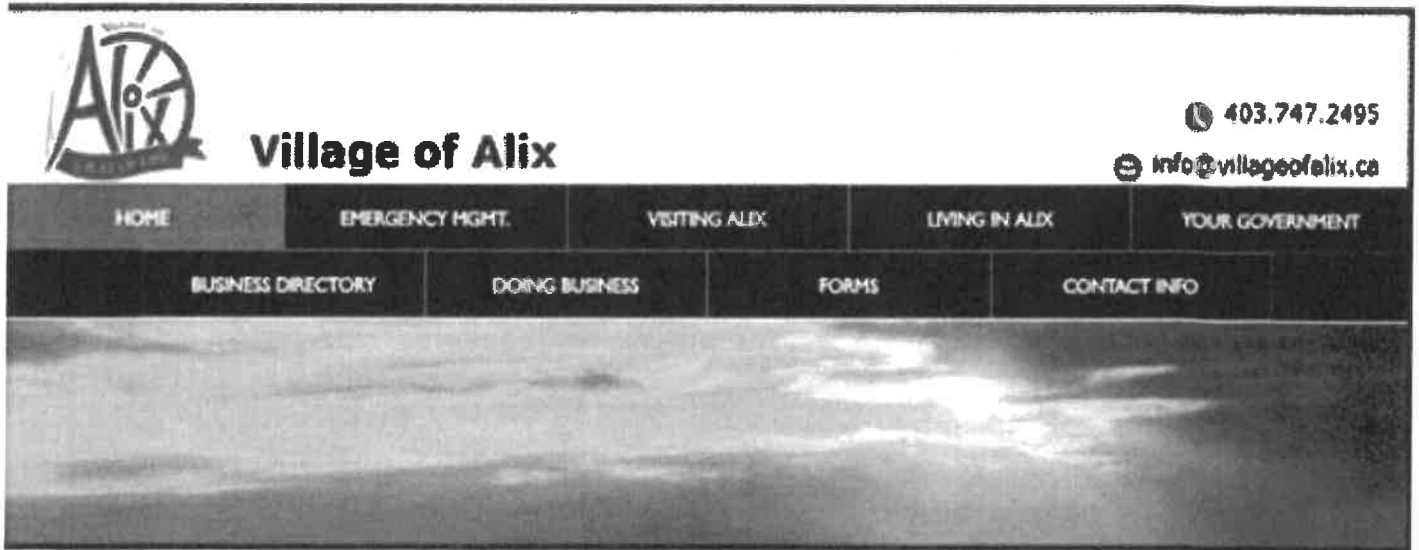 Alix
403.747.2495
Village of Alix
info@villageofalix.ca
HOME EMERGENCY MGMT. VISITING ALIX LIVING IN ALIX YOUR GOVERNMENT
BUSINESS DIRECTORY DOING BUSINESS FORMS CONTACT INFO